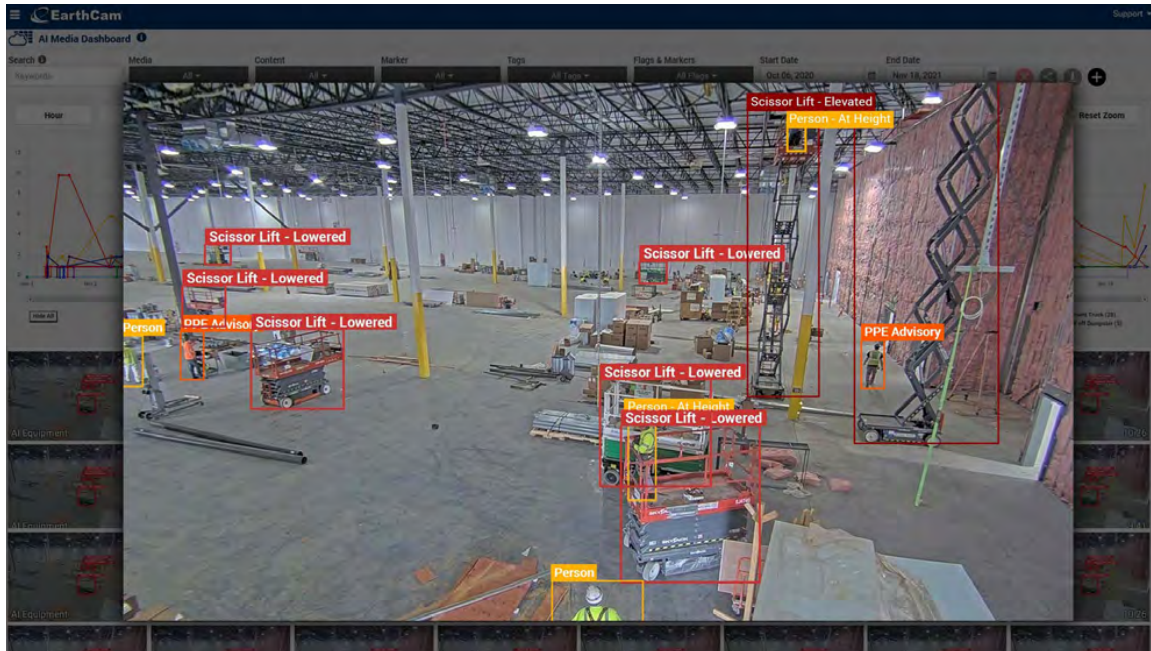 EarthCam
Support
AI Media Dashboard
Search
Media
Content
Marker
Tags
Flags & Markers
Start Date
End Date
Keywords
All
All
All
All Tags
All Flags
Oct 06, 2020
Nov 18, 2021
Hour
Reset Zoom
Scissor Lift - Elevated
Person - At Height
Scissor Lift - Lowered
Scissor Lift - Lowered
Scissor Lift - Lowered
Person
PPE Advisor
Scissor Lift - Lowered
PPE Advisory
Scissor Lift - Lowered
Person - At Height
Scissor Lift - Lowered
Person
Hide All
AI Equipment
AI Equipment
AI Equipment